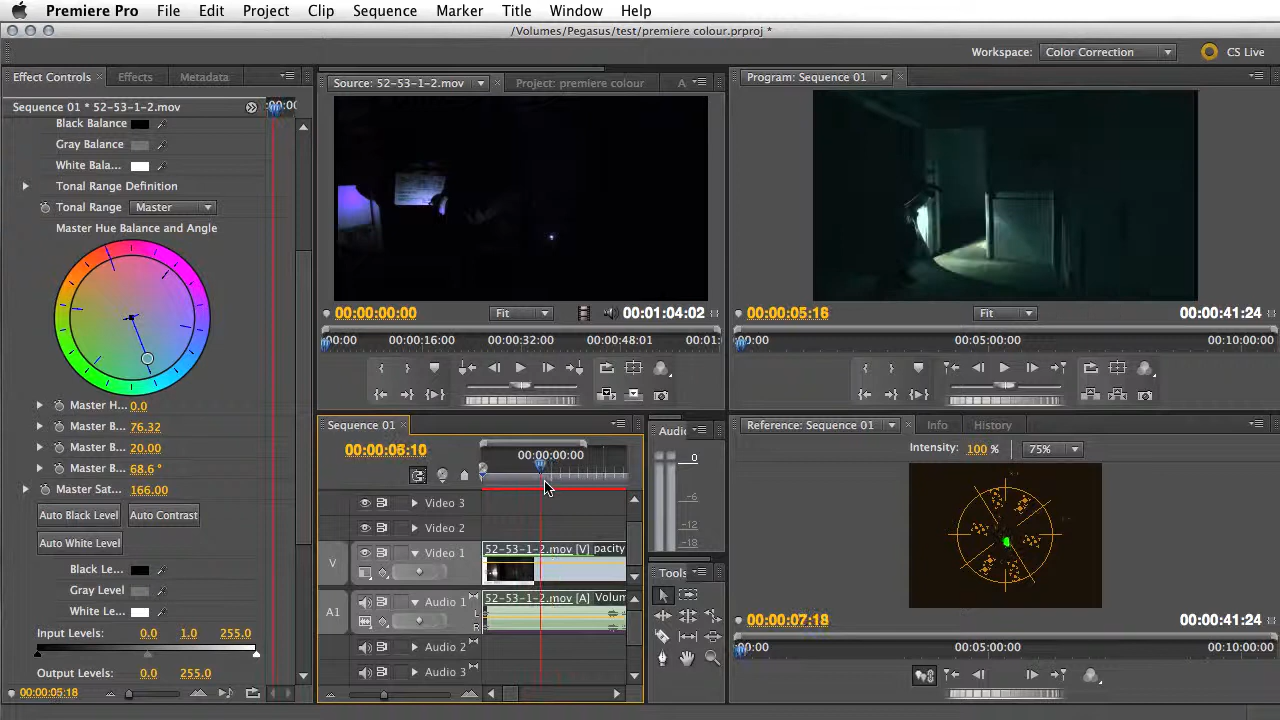 Premiere Pro File Edit Project Clip Sequence Marker Title Window Help
/Volumes/Pegasus/test/premiere colour.prproj *
Workspace: Color Correction CS Live
Effect Controls Effects Metadata
Sequence 01 * 52-53-1-2.mov :00:00
Black Balance
Gray Balance
White Bala...
Tonal Range Definition
Tonal Range Master
Master Hue Balance and Angle
Master H... 0.0
Master B... 76.32
Master B... 20.00
Master B... 68.6 °
Master Sat... 166.00
Auto Black Level Auto Contrast
Auto White Level
Black Le...
Gray Level
White Le...
Input Levels: 0.0 1.0 255.0
Output Levels: 0.0 255.0
00:00:05:18
Source: 52-53-1-2.mov Project: premiere colour A
00:00:00:00 Fit 00:01:04:02
00:00 00:00:16:00 00:00:32:00 00:00:48:01 00:01:
Program: Sequence 01
00:00:05:16 Fit 00:00:41:24
00:00 00:05:00:00 00:10:00:00
Sequence 01
00:00:06:10 00:00:00:00
Video 3
Video 2
V Video 1 52-53-1-2.mov [V] pacity
A1 Audio 1 52-53-1-2.mov [A] Volum
L
R
Audio 2
Audio 3
Audio
0
-6
-12
-18
Tools
Reference: Sequence 01 Info History
Intensity: 100 % 75%
00:00:07:18 00:00:41:24
00:00 00:05:00:00 00:10:00:00